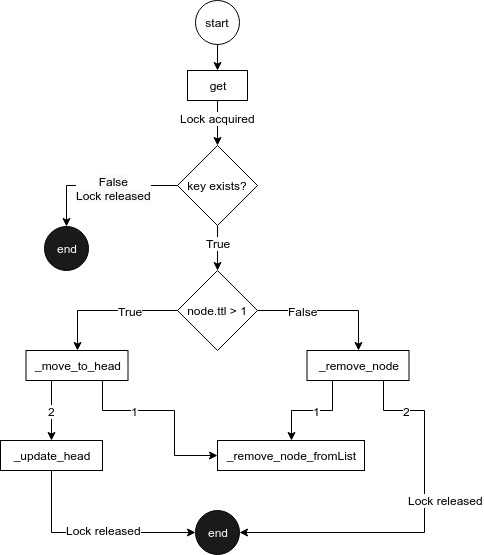 start
get
Lock acquired
key exists?
False
Lock released
end
True
node.ttl > 1
True
False
_move_to_head
_remove_node
2
1
1
2
_update_head
_remove_node_fromList
Lock released
Lock released
end